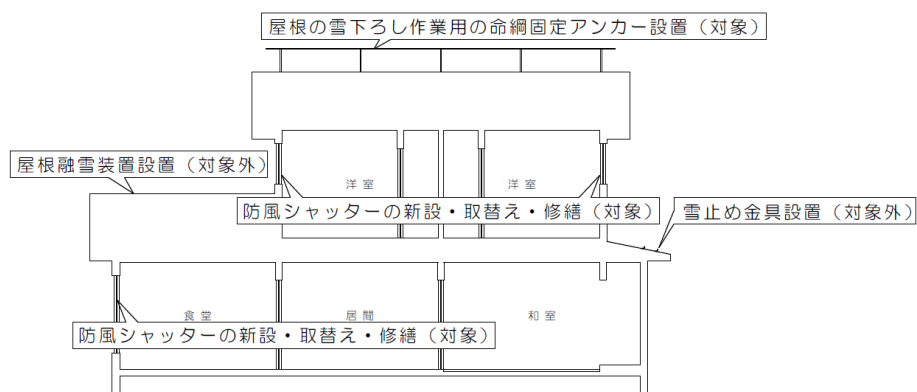 屋根の雪下ろし作業用の命綱固定アンカー設置（対象）
屋根融雪装置設置（対象外）
洋室
洋室
防風シャッターの新設・取替え・修繕（対象）
雪止め金具設置（対象外）
食堂
居間
和室
防風シャッターの新設・取替え・修繕（対象）